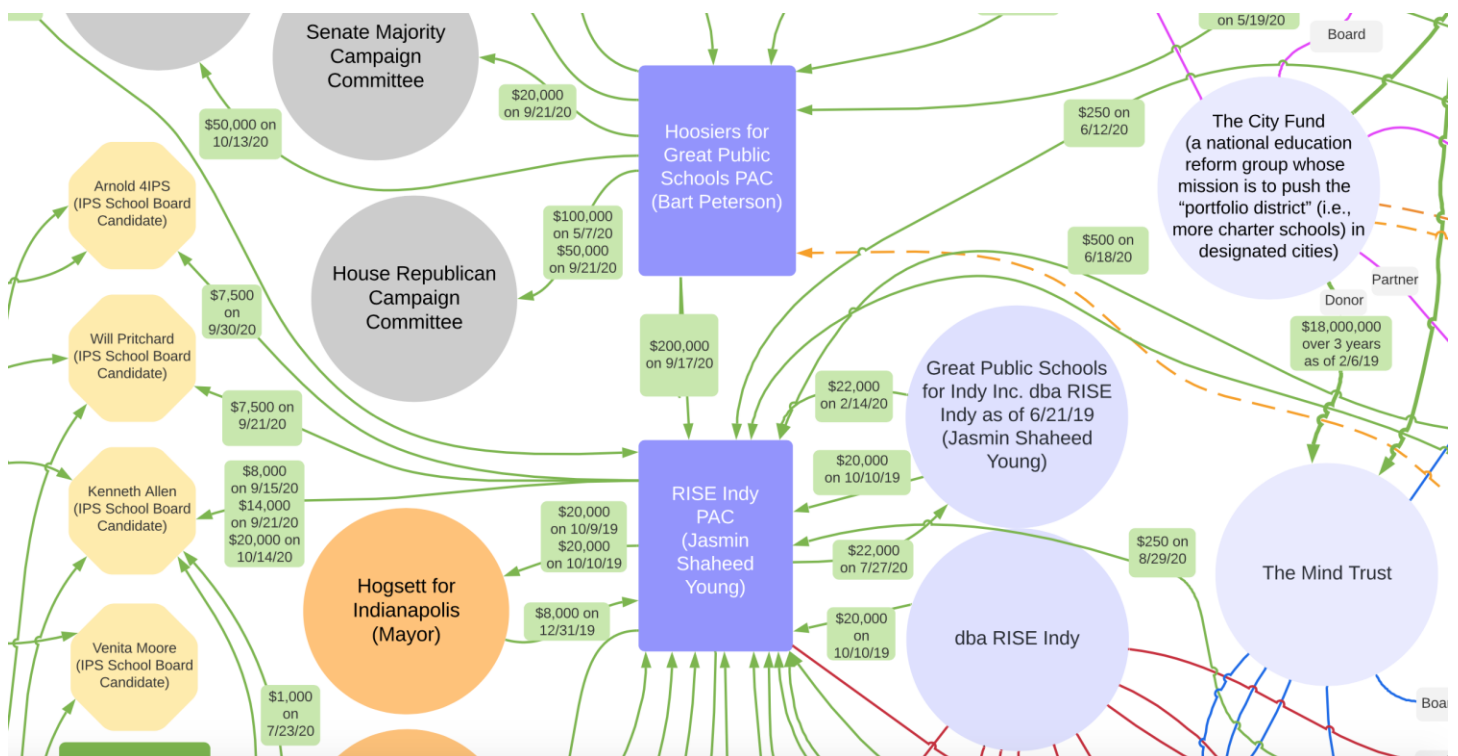 on 5/19/20
Board
Senate Majority
Campaign
Committee
$20,000
on 9/21/20
$50,000 on
10/13/20
Hoosiers for
Great Public
Schools PAC
(Bart Peterson)
$250 on
6/12/20
The City Fund
(a national education
reform group whose
mission is to push the
“portfolio district” (i.e.,
more charter schools) in
designated cities)
Arnold 4IPS
(IPS School Board
Candidate)
$100,000
on 5/7/20
$50,000
on 9/21/20
House Republican
Campaign
Committee
$500 on
6/18/20
Partner
Donor
$7,500
on
9/30/20
$18,000,000
over 3 years
as of 2/6/19
Will Pritchard
(IPS School Board
Candidate)
$200,000
on 9/17/20
Great Public Schools
for Indy Inc. dba RISE
Indy as of 6/21/19
(Jasmin Shaheed
Young)
$22,000
on 2/14/20
$7,500 on
9/21/20
$20,000
on 10/10/19
Kenneth Allen
(IPS School Board
Candidate)
$8,000
on 9/15/20
$14,000
on 9/21/20
$20,000 on
10/14/20
RISE Indy
PAC
(Jasmin
Shaheed
Young)
$20,000
on 10/9/19
$20,000
on 10/10/19
$22,000
on 7/27/20
$250 on
8/29/20
The Mind Trust
Hogsett for
Indianapolis
(Mayor)
$8,000 on
12/31/19
$20,000
on
10/10/19
dba RISE Indy
Venita Moore
(IPS School Board
Candidate)
$1,000
on
7/23/20